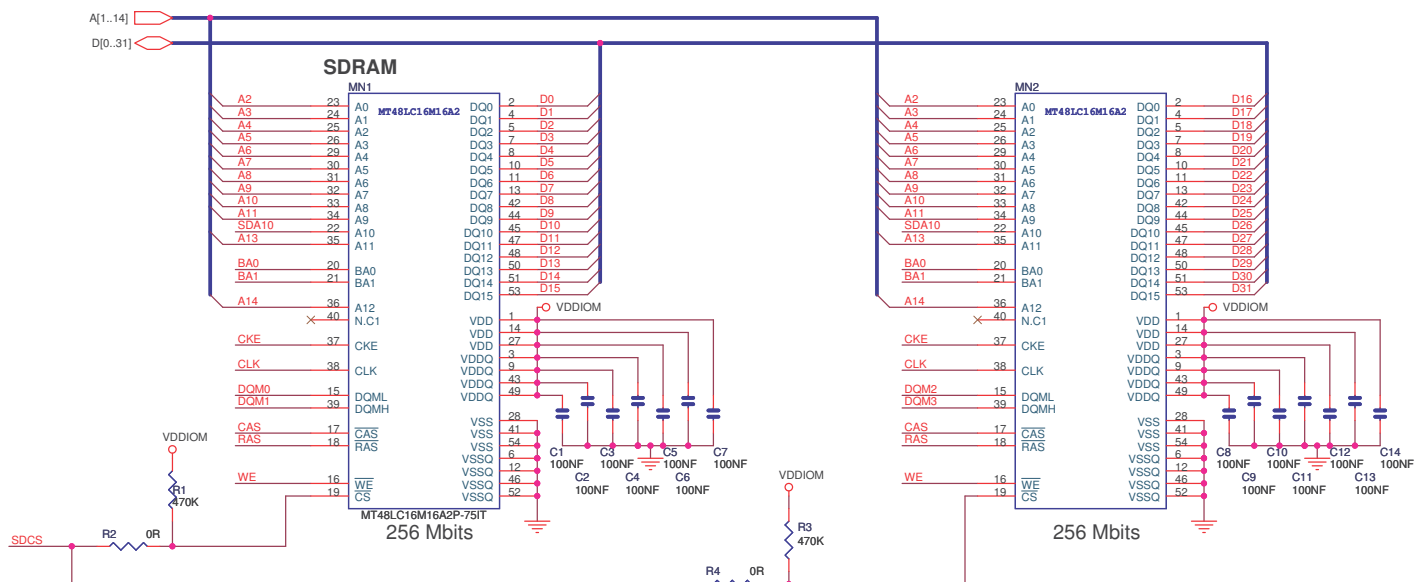 A[1..14]
D[0..31]
SDRAM
MN1
MT48LC16M16A2
A2 23 A0 DQ0 2 D0
A3 24 A1 DQ1 4 D1
A4 25 A2 DQ2 5 D2
A5 26 A3 DQ3 7 D3
A6 29 A4 DQ4 8 D4
A7 30 A5 DQ5 10 D5
A8 31 A6 DQ6 11 D6
A9 32 A7 DQ7 13 D7
A10 33 A8 DQ8 42 D8
A11 34 A9 DQ9 44 D9
SDA10 22 A10 DQ10 45 D10
A13 35 A11 DQ11 47 D11
DQ12 48 D12
BA0 20 BA0 DQ13 50 D13
BA1 21 BA1 DQ14 51 D14
DQ15 53 D15
A14 36 A12 VDDIOM
40 N.C1 VDD 1
VDD 14
CKE 37 CKE VDD 27
VDDQ 3
CLK 38 CLK VDDQ 9
VDDQ 43
DQM0 15 DQML VDDQ 49
DQM1 39 DQMH
VSS 28
CAS 17 CAS VSS 41
RAS 18 RAS VSS 54
VSSQ 6
VSSQ 12
WE 16 WE VSSQ 46
19 CS VSSQ 52
C1 C3 C5 C7
100NF 100NF 100NF 100NF
C2 C4 C6
100NF 100NF 100NF
MT48LC16M16A2P-75IT
256 Mbits
VDDIOM
R1
470K
SDCS
R2 0R
VDDIOM
R3
470K
R4 0R
MN2
MT48LC16M16A2
A2 23 A0 DQ0 2 D16
A3 24 A1 DQ1 4 D17
A4 25 A2 DQ2 5 D18
A5 26 A3 DQ3 7 D19
A6 29 A4 DQ4 8 D20
A7 30 A5 DQ5 10 D21
A8 31 A6 DQ6 11 D22
A9 32 A7 DQ7 13 D23
A10 33 A8 DQ8 42 D24
A11 34 A9 DQ9 44 D25
SDA10 22 A10 DQ10 45 D26
A13 35 A11 DQ11 47 D27
DQ12 48 D28
BA0 20 BA0 DQ13 50 D29
BA1 21 BA1 DQ14 51 D30
DQ15 53 D31
A14 36 A12 VDDIOM
40 N.C1 VDD 1
VDD 14
CKE 37 CKE VDD 27
VDDQ 3
CLK 38 CLK VDDQ 9
VDDQ 43
DQM2 15 DQML VDDQ 49
DQM3 39 DQMH
VSS 28
CAS 17 CAS VSS 41
RAS 18 RAS VSS 54
VSSQ 6
VSSQ 12
WE 16 WE VSSQ 46
19 CS VSSQ 52
C8 C10 C12 C14
100NF 100NF 100NF 100NF
C9 C11 C13
100NF 100NF 100NF
256 Mbits